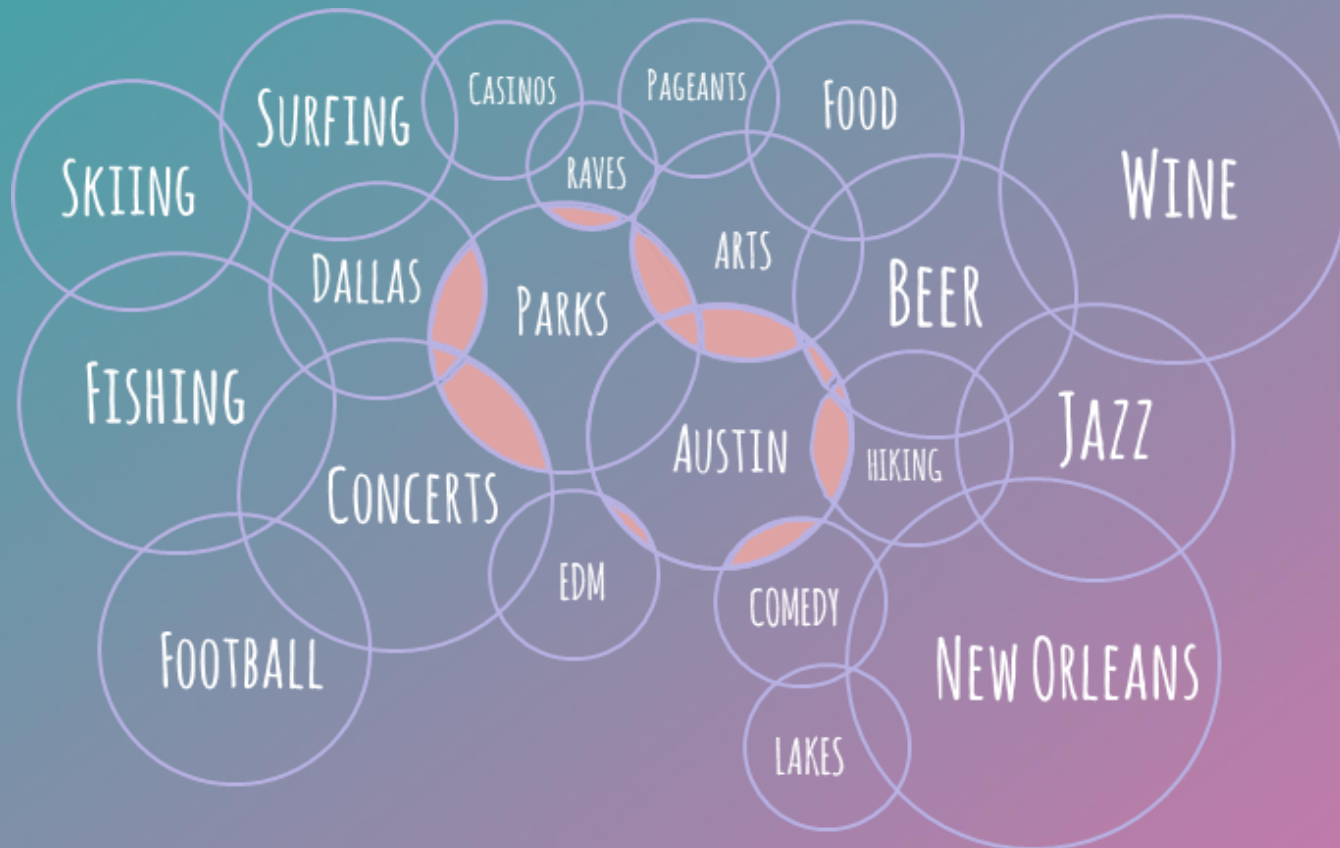 Casinos
Pageants
Surfing
Food
Skiing
Raves
Wine
Arts
Dallas
Beer
Parks
Fishing
Jazz
Austin
Hiking
Concerts
EDM
Comedy
Football
New Orleans
Lakes